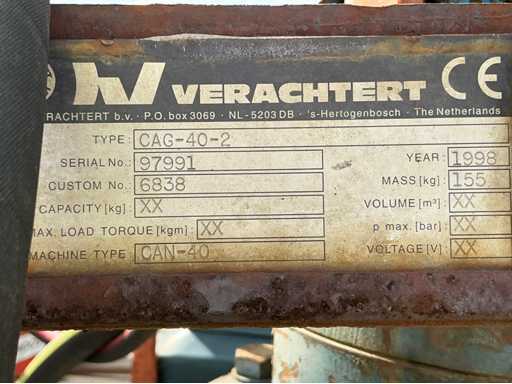 hV VERACHTERT CE
RACHTERT b.v. · P.O. box 3069 · NL-5203 DB · 's-Hertogenbosch · The Netherlands
TYPE: CAG-40-2
SERIAL No.: 97991 YEAR: 1998
CUSTOM No.: 6838 MASS [kg]: 155
CAPACITY [kg]: XX VOLUME [m³]: XX
MAX. LOAD TORQUE [kgm]: XX p max. [bar]: XX
MACHINE TYPE: CAN-40 VOLTAGE [V]: XX